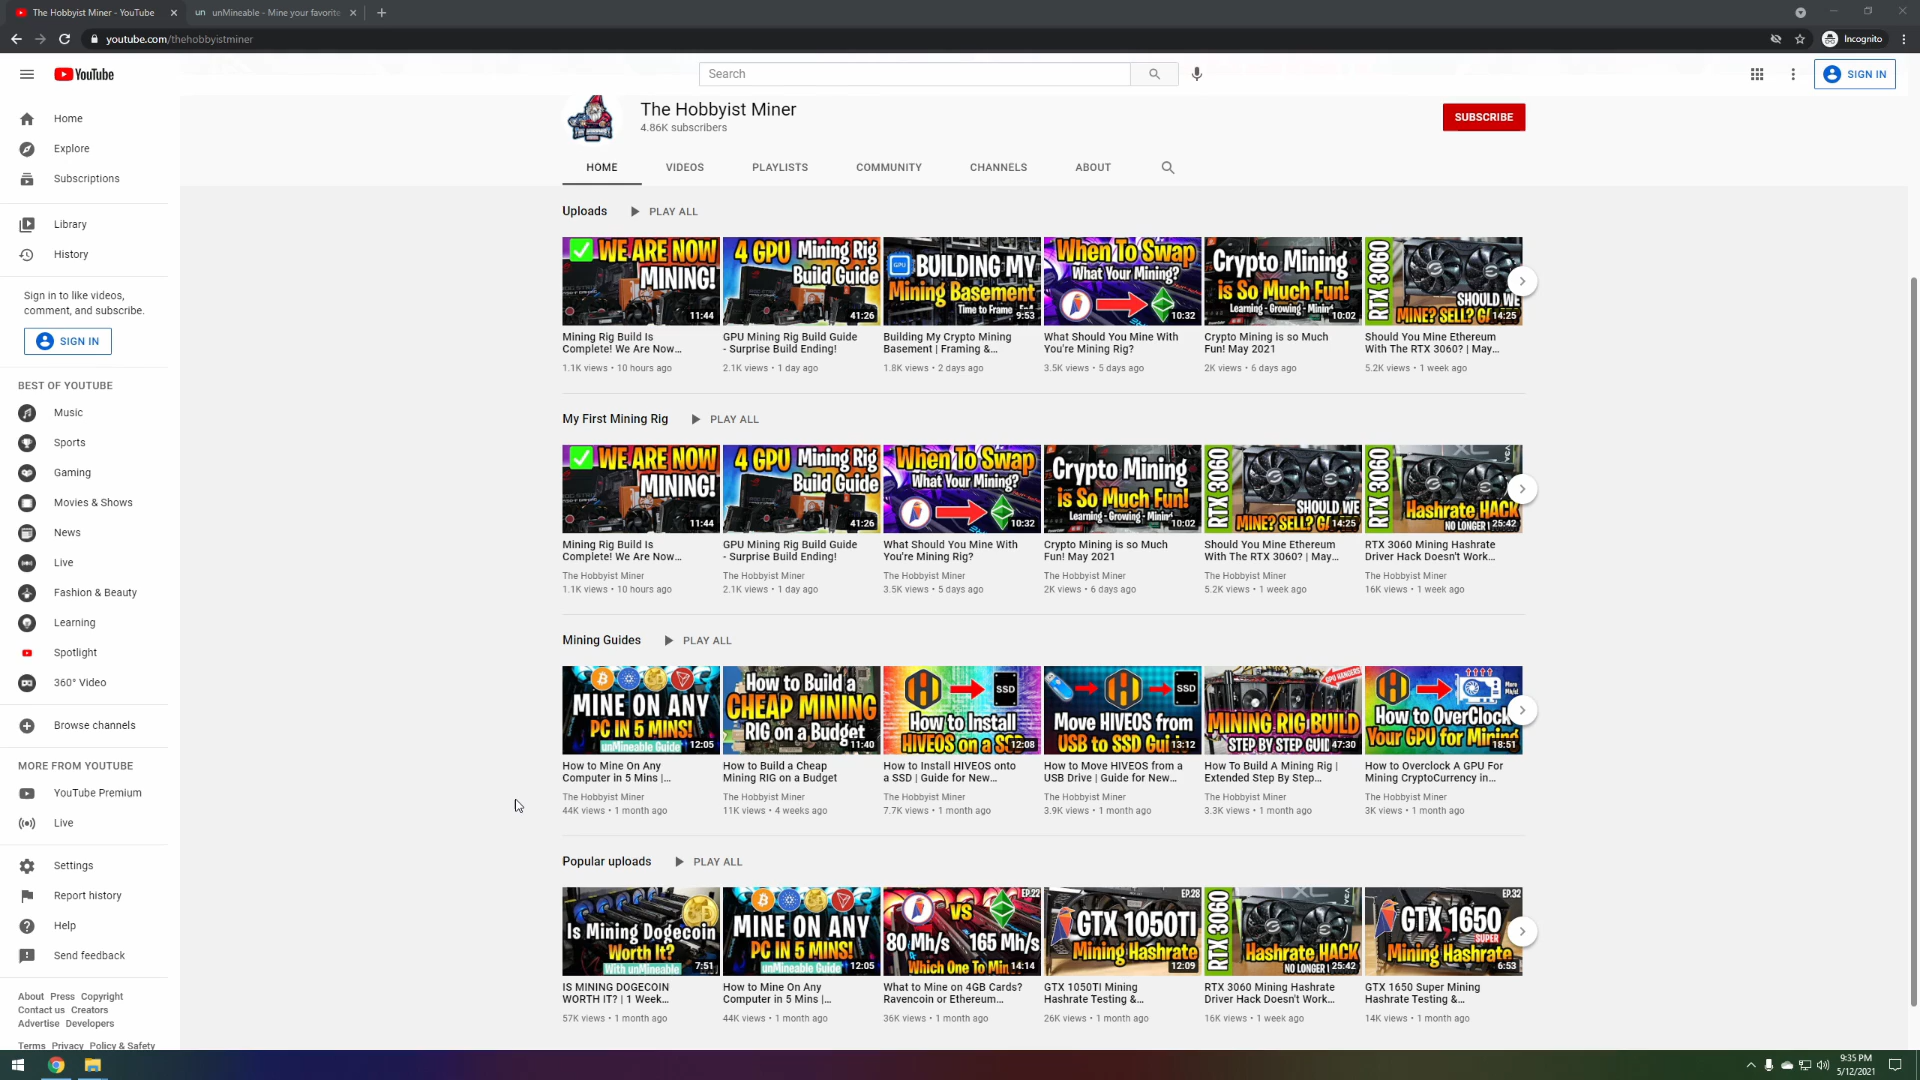 The Hobbyist Miner - YouTube
unMineable - Mine your favorite
youtube.com/thehobbyistminer
Incognito
YouTube
Search
SIGN IN
The Hobbyist Miner
4.86K subscribers
SUBSCRIBE
HOME
VIDEOS
PLAYLISTS
COMMUNITY
CHANNELS
ABOUT
Home
Explore
Subscriptions
Library
History
Sign in to like videos,
comment, and subscribe.
SIGN IN
BEST OF YOUTUBE
Music
Sports
Gaming
Movies & Shows
News
Live
Fashion & Beauty
Learning
Spotlight
360° Video
Browse channels
MORE FROM YOUTUBE
YouTube Premium
Live
Settings
Report history
Help
Send feedback
About Press Copyright
Contact us Creators
Advertise Developers
Terms Privacy Policy & Safety
Uploads PLAY ALL
WE ARE NOW
MINING!
11:44
Mining Rig Build Is
Complete! We Are Now...
1.1K views • 10 hours ago
4 GPU Mining Rig
Build Guide
41:26
GPU Mining Rig Build Guide
- Surprise Build Ending!
2.1K views • 1 day ago
GPU BUILDING MY
Mining Basement
Time to Frame
9:53
Building My Crypto Mining
Basement | Framing &...
1.8K views • 2 days ago
When To Swap
What Your Mining?
10:32
What Should You Mine With
You're Mining Rig?
3.5K views • 5 days ago
Crypto Mining
is So Much Fun!
Learning - Growing - Mining
10:02
Crypto Mining is so Much
Fun! May 2021
2K views • 6 days ago
RTX 3060
SHOULD WE
MINE? SELL?
14:25
Should You Mine Ethereum
With The RTX 3060? | May...
5.2K views • 1 week ago
My First Mining Rig PLAY ALL
WE ARE NOW
MINING!
11:44
Mining Rig Build Is
Complete! We Are Now...
The Hobbyist Miner
1.1K views • 10 hours ago
4 GPU Mining Rig
Build Guide
41:26
GPU Mining Rig Build Guide
- Surprise Build Ending!
The Hobbyist Miner
2.1K views • 1 day ago
When To Swap
What Your Mining?
10:32
What Should You Mine With
You're Mining Rig?
The Hobbyist Miner
3.5K views • 5 days ago
Crypto Mining
is So Much Fun!
Learning - Growing - Mining
10:02
Crypto Mining is so Much
Fun! May 2021
The Hobbyist Miner
2K views • 6 days ago
RTX 3060
SHOULD WE
MINE? SELL?
14:25
Should You Mine Ethereum
With The RTX 3060? | May...
The Hobbyist Miner
5.2K views • 1 week ago
RTX 3060
Hashrate HACK
NO LONGER
25:42
RTX 3060 Mining Hashrate
Driver Hack Doesn't Work...
The Hobbyist Miner
16K views • 1 week ago
Mining Guides PLAY ALL
MINE ON ANY
PC IN 5 MINS!
unMineable Guide
12:05
How to Mine On Any
Computer in 5 Mins |...
The Hobbyist Miner
44K views • 1 month ago
How to Build a
CHEAP MINING
RIG on a Budget
11:40
How to Build a Cheap
Mining RIG on a Budget
The Hobbyist Miner
11K views • 4 weeks ago
SSD
How to Install
HIVEOS on a SSD
12:08
How to Install HIVEOS onto
a SSD | Guide for New...
The Hobbyist Miner
7.7K views • 1 month ago
SSD
Move HIVEOS from
USB to SSD Guide
13:12
How to Move HIVEOS from a
USB Drive | Guide for New...
The Hobbyist Miner
3.9K views • 1 month ago
GPU HANGERS
MINING RIG BUILD
STEP BY STEP GUIDE
47:30
How To Build A Mining Rig |
Extended Step By Step...
The Hobbyist Miner
3.3K views • 1 month ago
How to OverClock
Your GPU for Mining
18:51
How to Overclock A GPU For
Mining CryptoCurrency in...
The Hobbyist Miner
3K views • 1 month ago
Popular uploads PLAY ALL
Is Mining Dogecoin
Worth It?
With unMineable
7:51
IS MINING DOGECOIN
WORTH IT? | 1 Week...
57K views • 1 month ago
MINE ON ANY
PC IN 5 MINS!
unMineable Guide
12:05
How to Mine On Any
Computer in 5 Mins |...
44K views • 1 month ago
EP.22
VS
80 Mh/s 165 Mh/s
Which One To Mine
14:14
What to Mine on 4GB Cards?
Ravencoin or Ethereum...
36K views • 1 month ago
EP.28
GTX 1050TI
Mining Hashrate
12:09
GTX 1050TI Mining
Hashrate Testing &...
26K views • 1 month ago
RTX 3060
Hashrate HACK
NO LONGER
25:42
RTX 3060 Mining Hashrate
Driver Hack Doesn't Work...
16K views • 1 week ago
EP.32
GTX 1650
SUPER
Mining Hashrate
6:53
GTX 1650 Super Mining
Hashrate Testing &...
14K views • 1 month ago
9:35 PM
5/12/2021